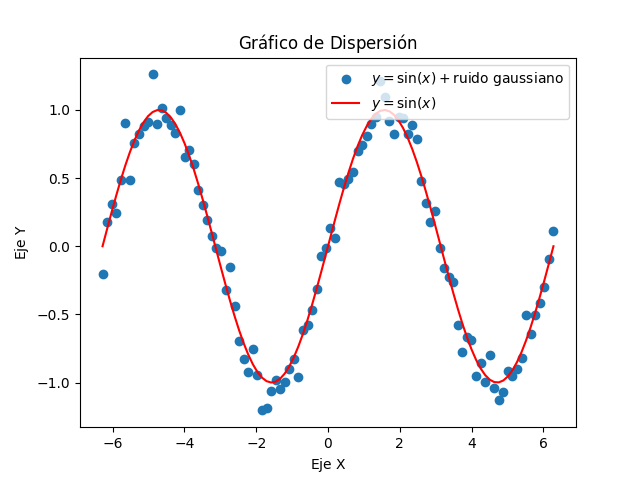 Gráfico de Dispersión
y = sin(x) + ruido gaussiano
y = sin(x)
Eje Y
1.0
0.5
0.0
−0.5
−1.0
−6 −4 −2 0 2 4 6
Eje X